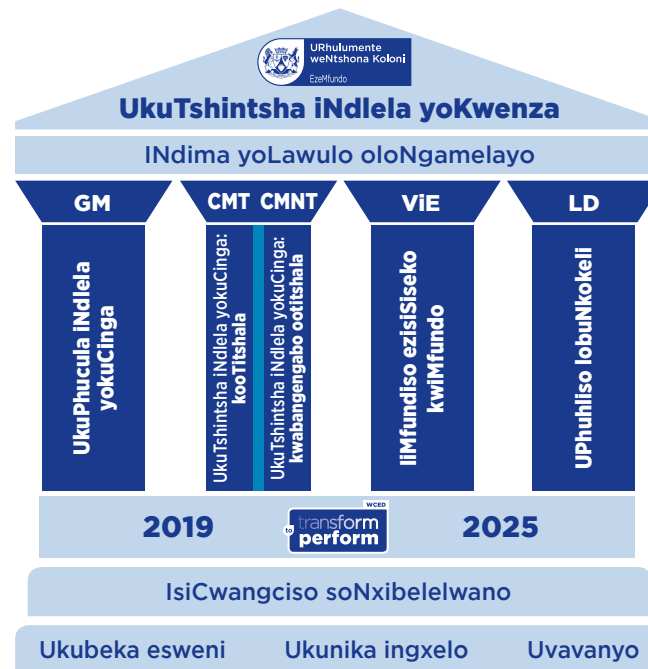 URhulumente
weNtshona Koloni
EzeMfundo
UkuTshintsha iNdlela yoKwenza
INdima yoLawulo oloNgamelayo
GM
CMT CMNT
ViE
LD
UkuPhucula iNdlela
yokuCinga
UkuTshintsha iNdlela yokuCinga:
kooTitshala
UkuTshintsha iNdlela yokuCinga:
kwabangengabo ootitshala
IiMfundiso ezisiSiseko
kwiMfundo
UPhuhliso lobuNkokeli
2019
WCED
to transform
perform
2025
IsiCwangciso soNxibelelwano
Ukubeka esweni Ukunika ingxelo Uvavanyo